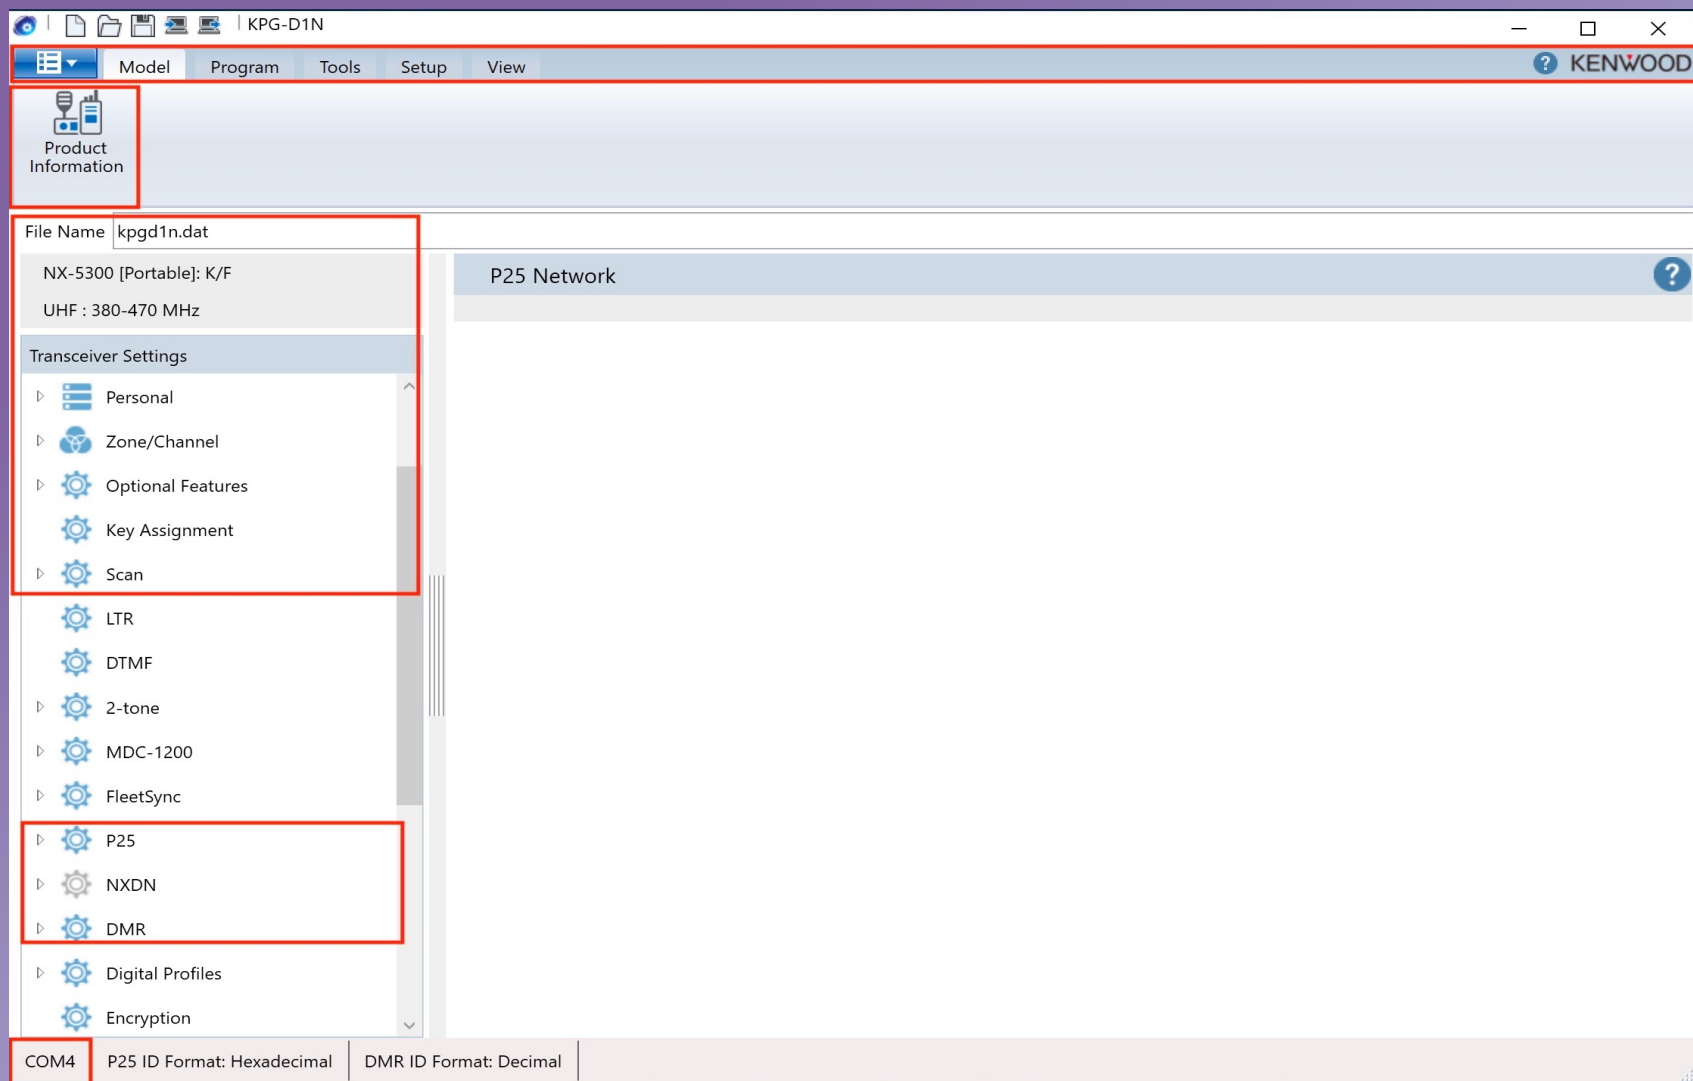 KPG-D1N
Model Program Tools Setup View ? KENWOOD
Product
Information
File Name kpgd1n.dat
NX-5300 [Portable]: K/F
UHF : 380-470 MHz
P25 Network ?
Transceiver Settings
Personal
Zone/Channel
Optional Features
Key Assignment
Scan
LTR
DTMF
2-tone
MDC-1200
FleetSync
P25
NXDN
DMR
Digital Profiles
Encryption
COM4 P25 ID Format: Hexadecimal DMR ID Format: Decimal